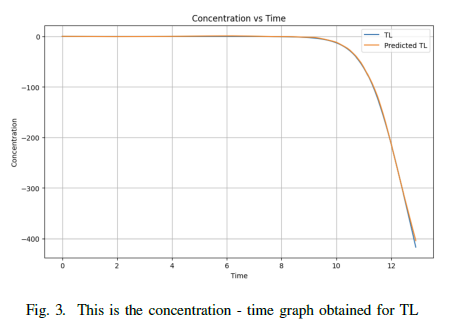 Concentration vs Time
TL
Predicted TL
0
−100
−200
−300
−400
Concentration
0
2
4
6
8
10
12
Time
Fig. 3. This is the concentration - time graph obtained for TL